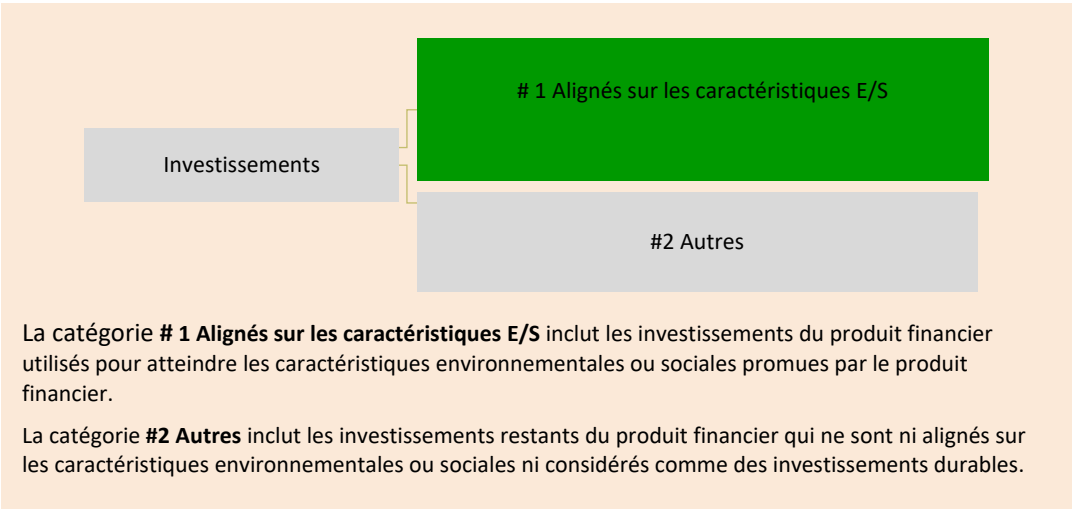 # 1 Alignés sur les caractéristiques E/S
Investissements
#2 Autres
La catégorie # 1 Alignés sur les caractéristiques E/S inclut les investissements du produit financier
utilisés pour atteindre les caractéristiques environnementales ou sociales promues par le produit
financier.
La catégorie #2 Autres inclut les investissements restants du produit financier qui ne sont ni alignés sur
les caractéristiques environnementales ou sociales ni considérés comme des investissements durables.